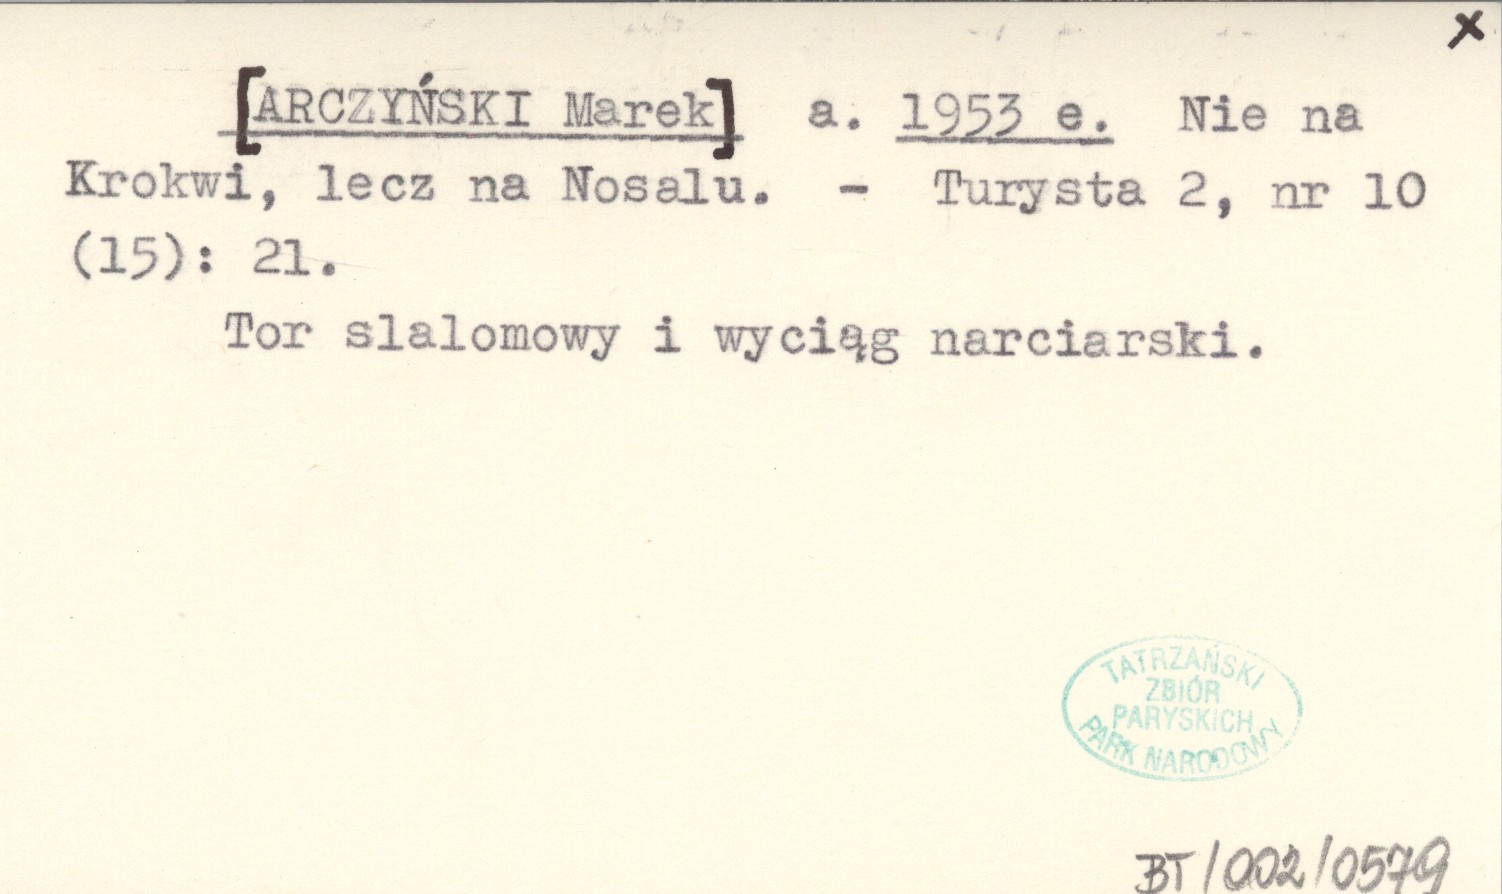 x
[ARCZYŃSKI Marek] a. 1953 e. Nie na
Krokwi, lecz na Nosalu. - Turysta 2, nr 10
(15): 21.
Tor slalomowy i wyciąg narciarski.
TATRZAŃSKI
ZBIÓR
PARYSKICH
PARK NARODOWY
BT/002/0579